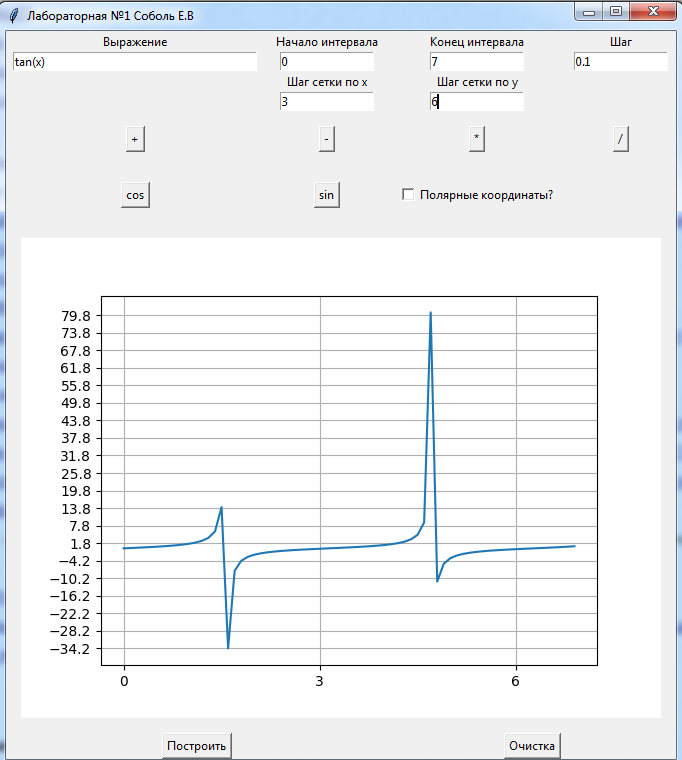 Лабораторная №1 Соболь Е.В
Выражение Начало интервала Конец интервала Шаг
tan(x) 0 7 0.1
Шаг сетки по x Шаг сетки по y
3 6
+ - * /
cos sin Полярные координаты?
79.8
73.8
67.8
61.8
55.8
49.8
43.8
37.8
31.8
25.8
19.8
13.8
7.8
1.8
−4.2
−10.2
−16.2
−22.2
−28.2
−34.2
0 3 6
Построить Очистка